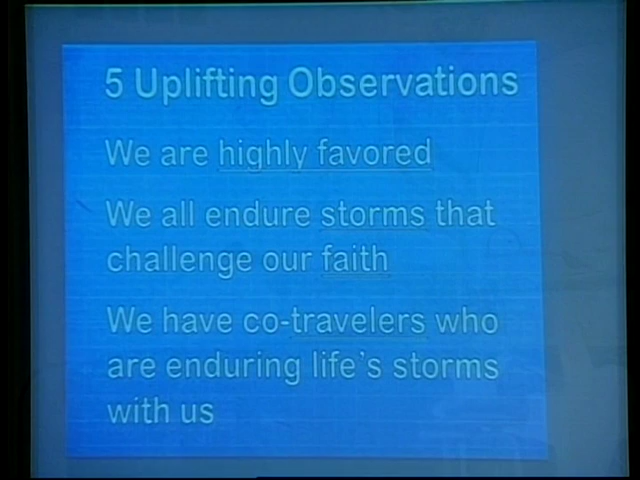 5 Uplifting Observations
We are highly favored
We all endure storms that
challenge our faith
We have co-travelers who
are enduring life's storms
with us